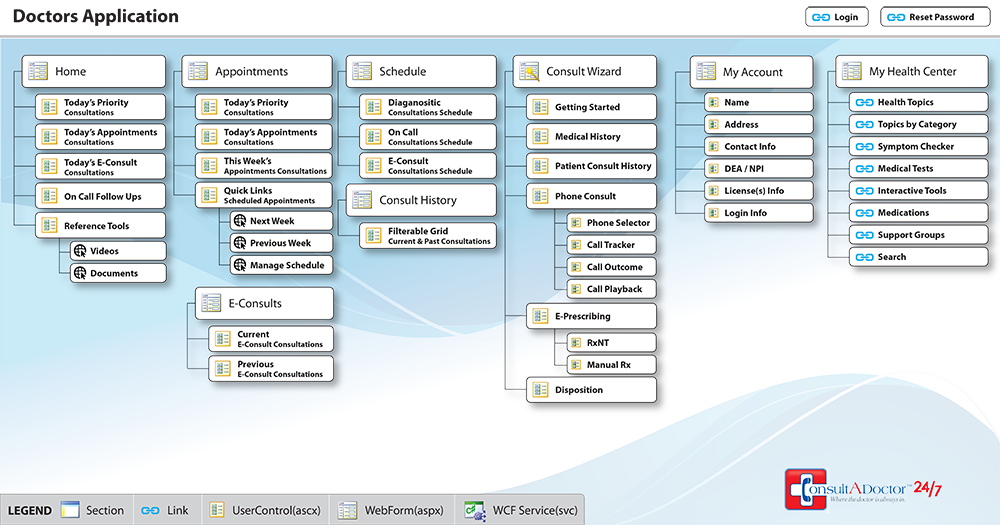 Doctors Application
Login
Reset Password
Home
Today's Priority
Consultations
Today's Appointments
Consultations
Today's E-Consult
Consultations
On Call Follow Ups
Reference Tools
Videos
Documents
Appointments
Today's Priority
Consultations
Today's Appointments
Consultations
This Week's
Appointments Consultations
Quick Links
Scheduled Appointments
Next Week
Previous Week
Manage Schedule
E-Consults
Current
E-Consult Consultations
Previous
E-Consult Consultations
Schedule
Diaganositic
Consultations Schedule
On Call
Consultations Schedule
E-Consult
Consultations Schedule
Consult History
Filterable Grid
Current & Past Consultations
Consult Wizard
Getting Started
Medical History
Patient Consult History
Phone Consult
Phone Selector
Call Tracker
Call Outcome
Call Playback
E-Prescribing
RxNT
Manual Rx
Disposition
My Account
Name
Address
Contact Info
DEA / NPI
License(s) Info
Login Info
My Health Center
Health Topics
Topics by Category
Symptom Checker
Medical Tests
Interactive Tools
Medications
Support Groups
Search
ConsultADoctor™ 24/7
Where the doctor is always in.
LEGEND
Section
Link
UserControl(ascx)
WebForm(aspx)
C#
WCF Service(svc)